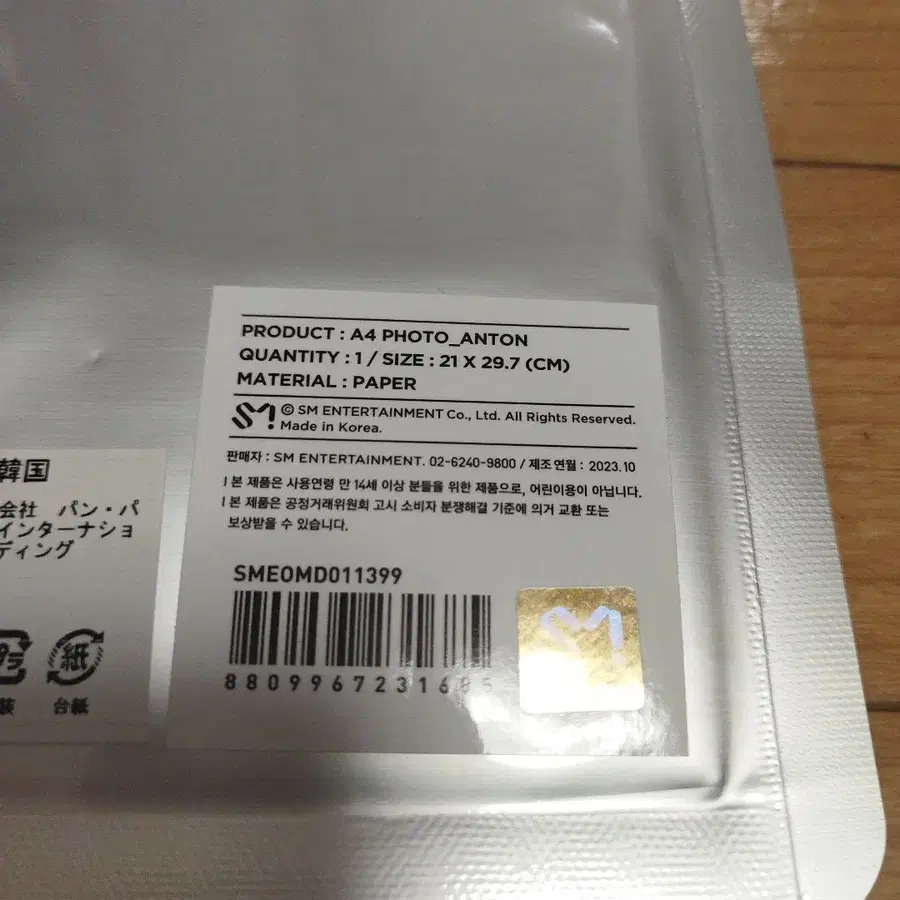 PRODUCT : A4 PHOTO_ANTON
QUANTITY : 1 / SIZE : 21 X 29.7 (CM)
MATERIAL : PAPER
SM © SM ENTERTAINMENT Co., Ltd. All Rights Reserved.
Made in Korea.
판매자 : SM ENTERTAINMENT. 02-6240-9800 / 제조연월 : 2023.10
| 본 제품은 사용연령 만 14세 이상 분들을 위한 제품으로, 어린이용이 아닙니다.
| 본 제품은 공정거래위원회 고시 소비자 분쟁해결 기준에 의거 교환 또는
보상받을 수 있습니다.
SMEOMD011399
8809967231685
SM
韓国
会社 パン・パ
インターナショ
ディング
プラ
紙
装
台紙